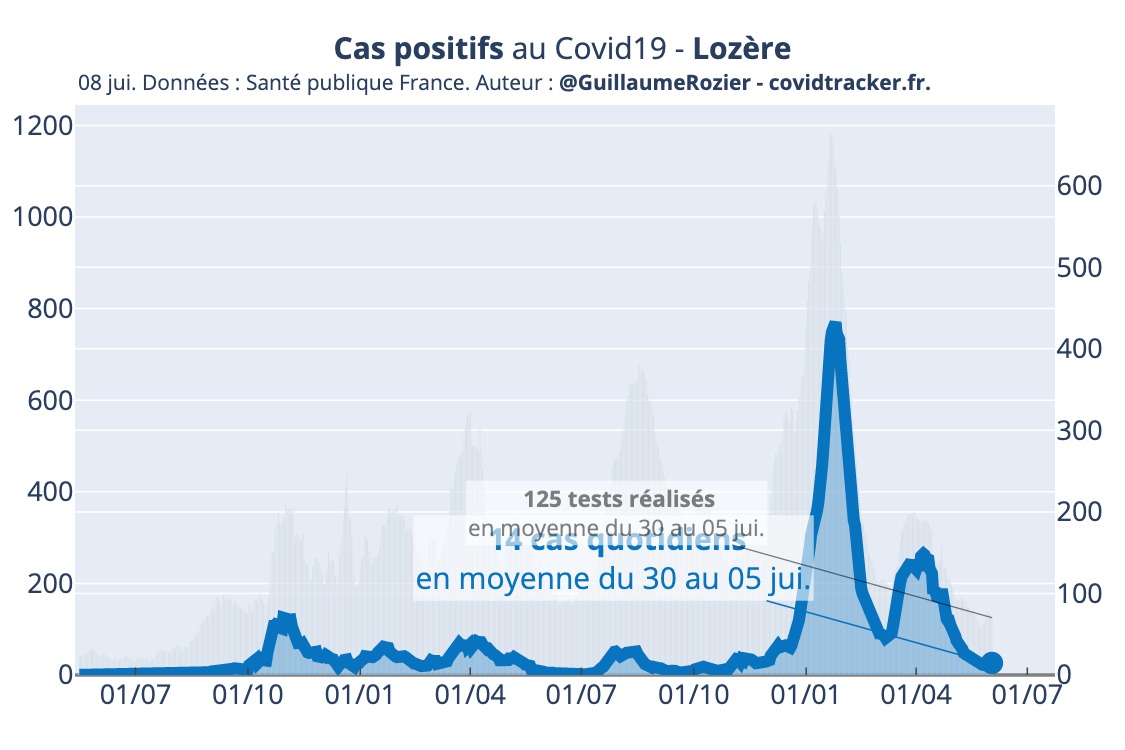 Cas positifs au Covid19 - Lozère
08 jui. Données : Santé publique France. Auteur : @GuillaumeRozier - covidtracker.fr.
1200
1000
800
600
400
200
0
600
500
400
300
200
100
0
125 tests réalisés
en moyenne du 30 au 05 jui.
14 cas quotidiens
en moyenne du 30 au 05 jui.
01/07 01/10 01/01 01/04 01/07 01/10 01/01 01/04 01/07